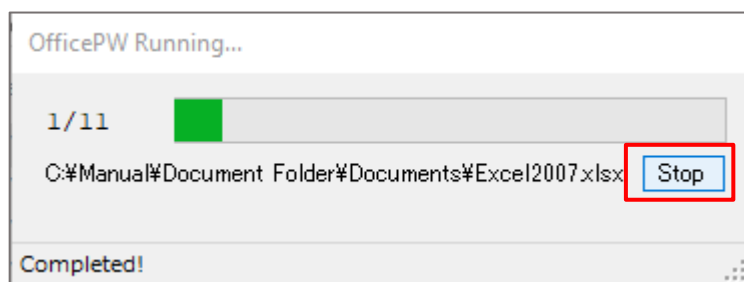 OfficePW Running...
1/11
C:¥Manual¥Document Folder¥Documents¥Excel2007.xlsx Stop
Completed!